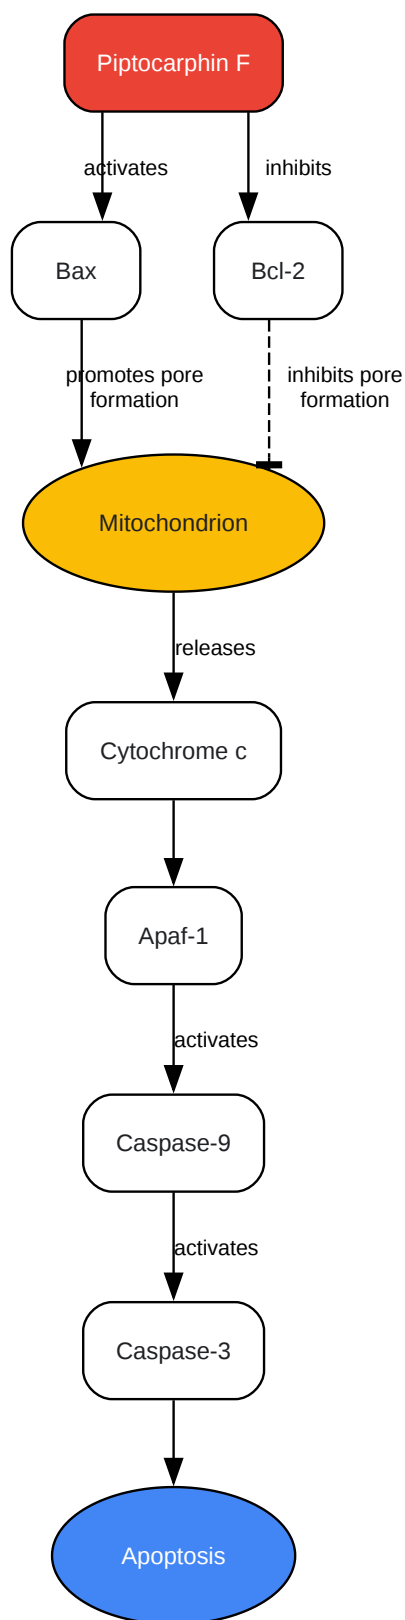 Piptocarphin F
activates
inhibits
Bax
Bcl-2
promotes pore
formation
inhibits pore
formation
Mitochondrion
releases
Cytochrome c
Apaf-1
activates
Caspase-9
activates
Caspase-3
Apoptosis